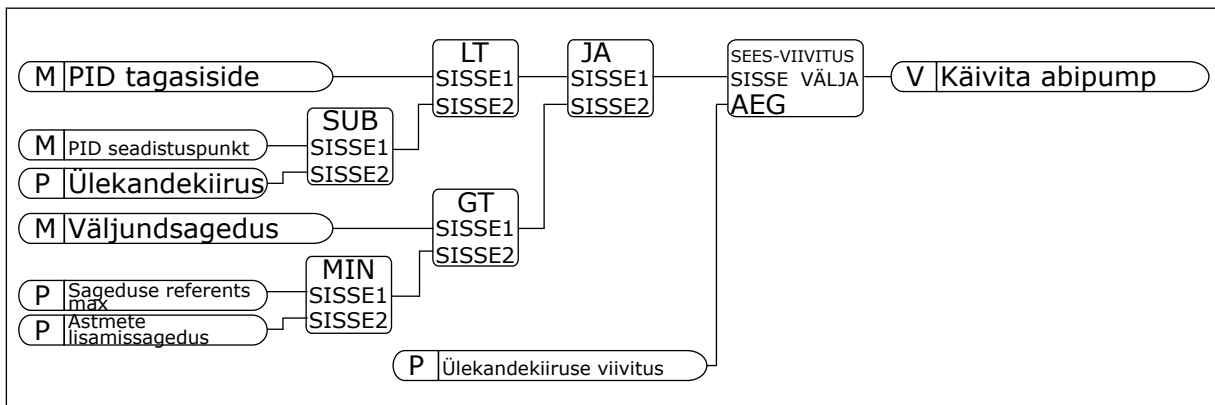 LT
JA
SEES-VIIVITUS
M PID tagasiside
SISSE1
SISSE1
SISSE VÄLJA
V Käivita abipump
SISSE2
SISSE2
AEG
SUB
M PID seadistuspunkt
SISSE1
P Ülekandekiirus
SISSE2
GT
M Väljundsagedus
SISSE1
SISSE2
MIN
P Sageduse referents
max
SISSE1
P Astmete
lisamissagedus
SISSE2
P Ülekandekiiruse viivitus